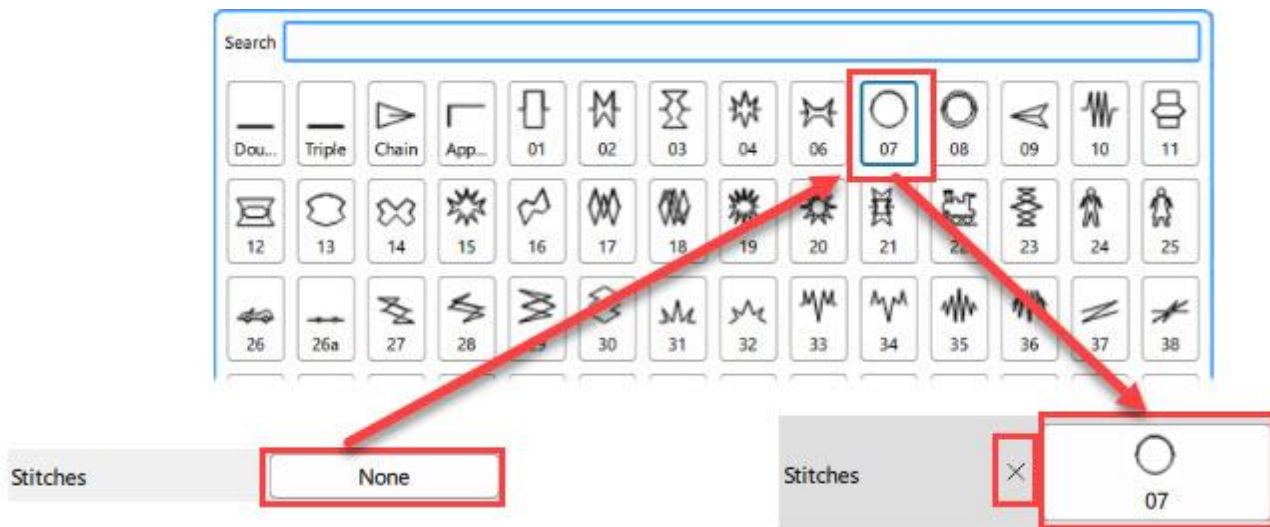 Search
Dou... Triple Chain App... 01 02 03 04 06 07 08 09 10 11
12 13 14 15 16 17 18 19 20 21 22 23 24 25
26 26a 27 28 29 30 31 32 33 34 35 36 37 38
Stitches None
Stitches 07